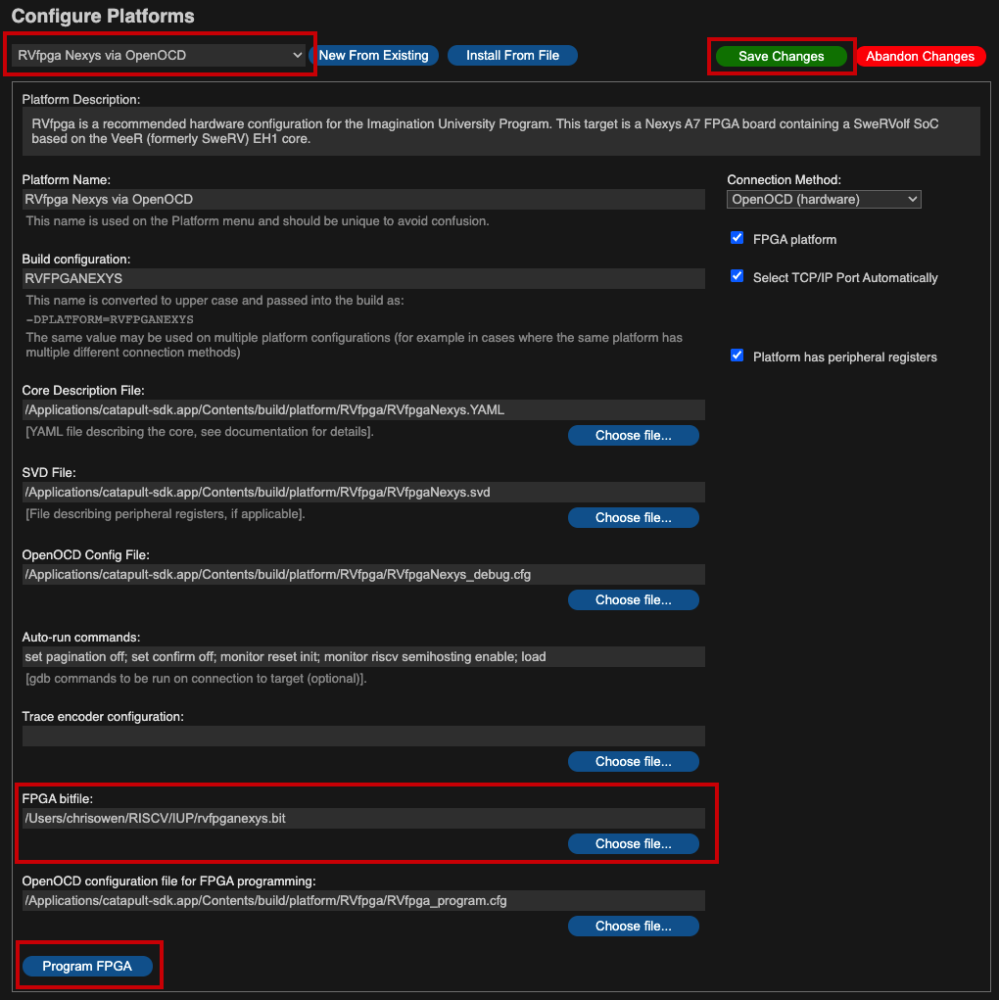 Configure Platforms
RVfpga Nexys via OpenOCD
New From Existing
Install From File
Save Changes
Abandon Changes
Platform Description:
RVfpga is a recommended hardware configuration for the Imagination University Program. This target is a Nexys A7 FPGA board containing a SweRVolf SoC
based on the VeeR (formerly SweRV) EH1 core.
Platform Name:
RVfpga Nexys via OpenOCD
This name is used on the Platform menu and should be unique to avoid confusion.
Connection Method:
OpenOCD (hardware)
FPGA platform
Select TCP/IP Port Automatically
Platform has peripheral registers
Build configuration:
RVFPGANEXYS
This name is converted to upper case and passed into the build as:
-DPLATFORM=RVFPGANEXYS
The same value may be used on multiple platform configurations (for example in cases where the same platform has
multiple different connection methods)
Core Description File:
/Applications/catapult-sdk.app/Contents/build/platform/RVfpga/RVfpgaNexys.YAML
[YAML file describing the core, see documentation for details].
Choose file...
SVD File:
/Applications/catapult-sdk.app/Contents/build/platform/RVfpga/RVfpgaNexys.svd
[File describing peripheral registers, if applicable].
Choose file...
OpenOCD Config File:
/Applications/catapult-sdk.app/Contents/build/platform/RVfpga/RVfpgaNexys_debug.cfg
Choose file...
Auto-run commands:
set pagination off; set confirm off; monitor reset init; monitor riscv semihosting enable; load
[gdb commands to be run on connection to target (optional)].
Trace encoder configuration:
Choose file...
FPGA bitfile:
/Users/chrisowen/RISCV/IUP/rvfpganexys.bit
Choose file...
OpenOCD configuration file for FPGA programming:
/Applications/catapult-sdk.app/Contents/build/platform/RVfpga/RVfpga_program.cfg
Choose file...
Program FPGA